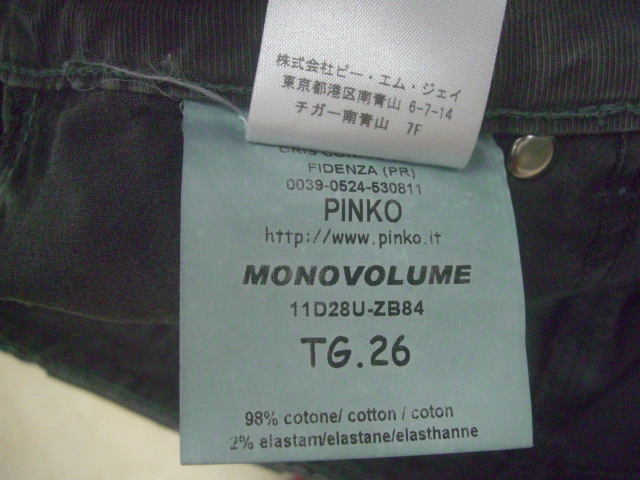 株式会社ピー・エム・ジェイ
東京都港区南青山 6-7-14
チガー南青山 7F
FIDENZA (PR)
0039-0524-530811
PINKO
http://www.pinko.it
MONOVOLUME
11D28U-ZB84
TG.26
98% cotone/ cotton / coton
2% elastam/elastane/elasthanne